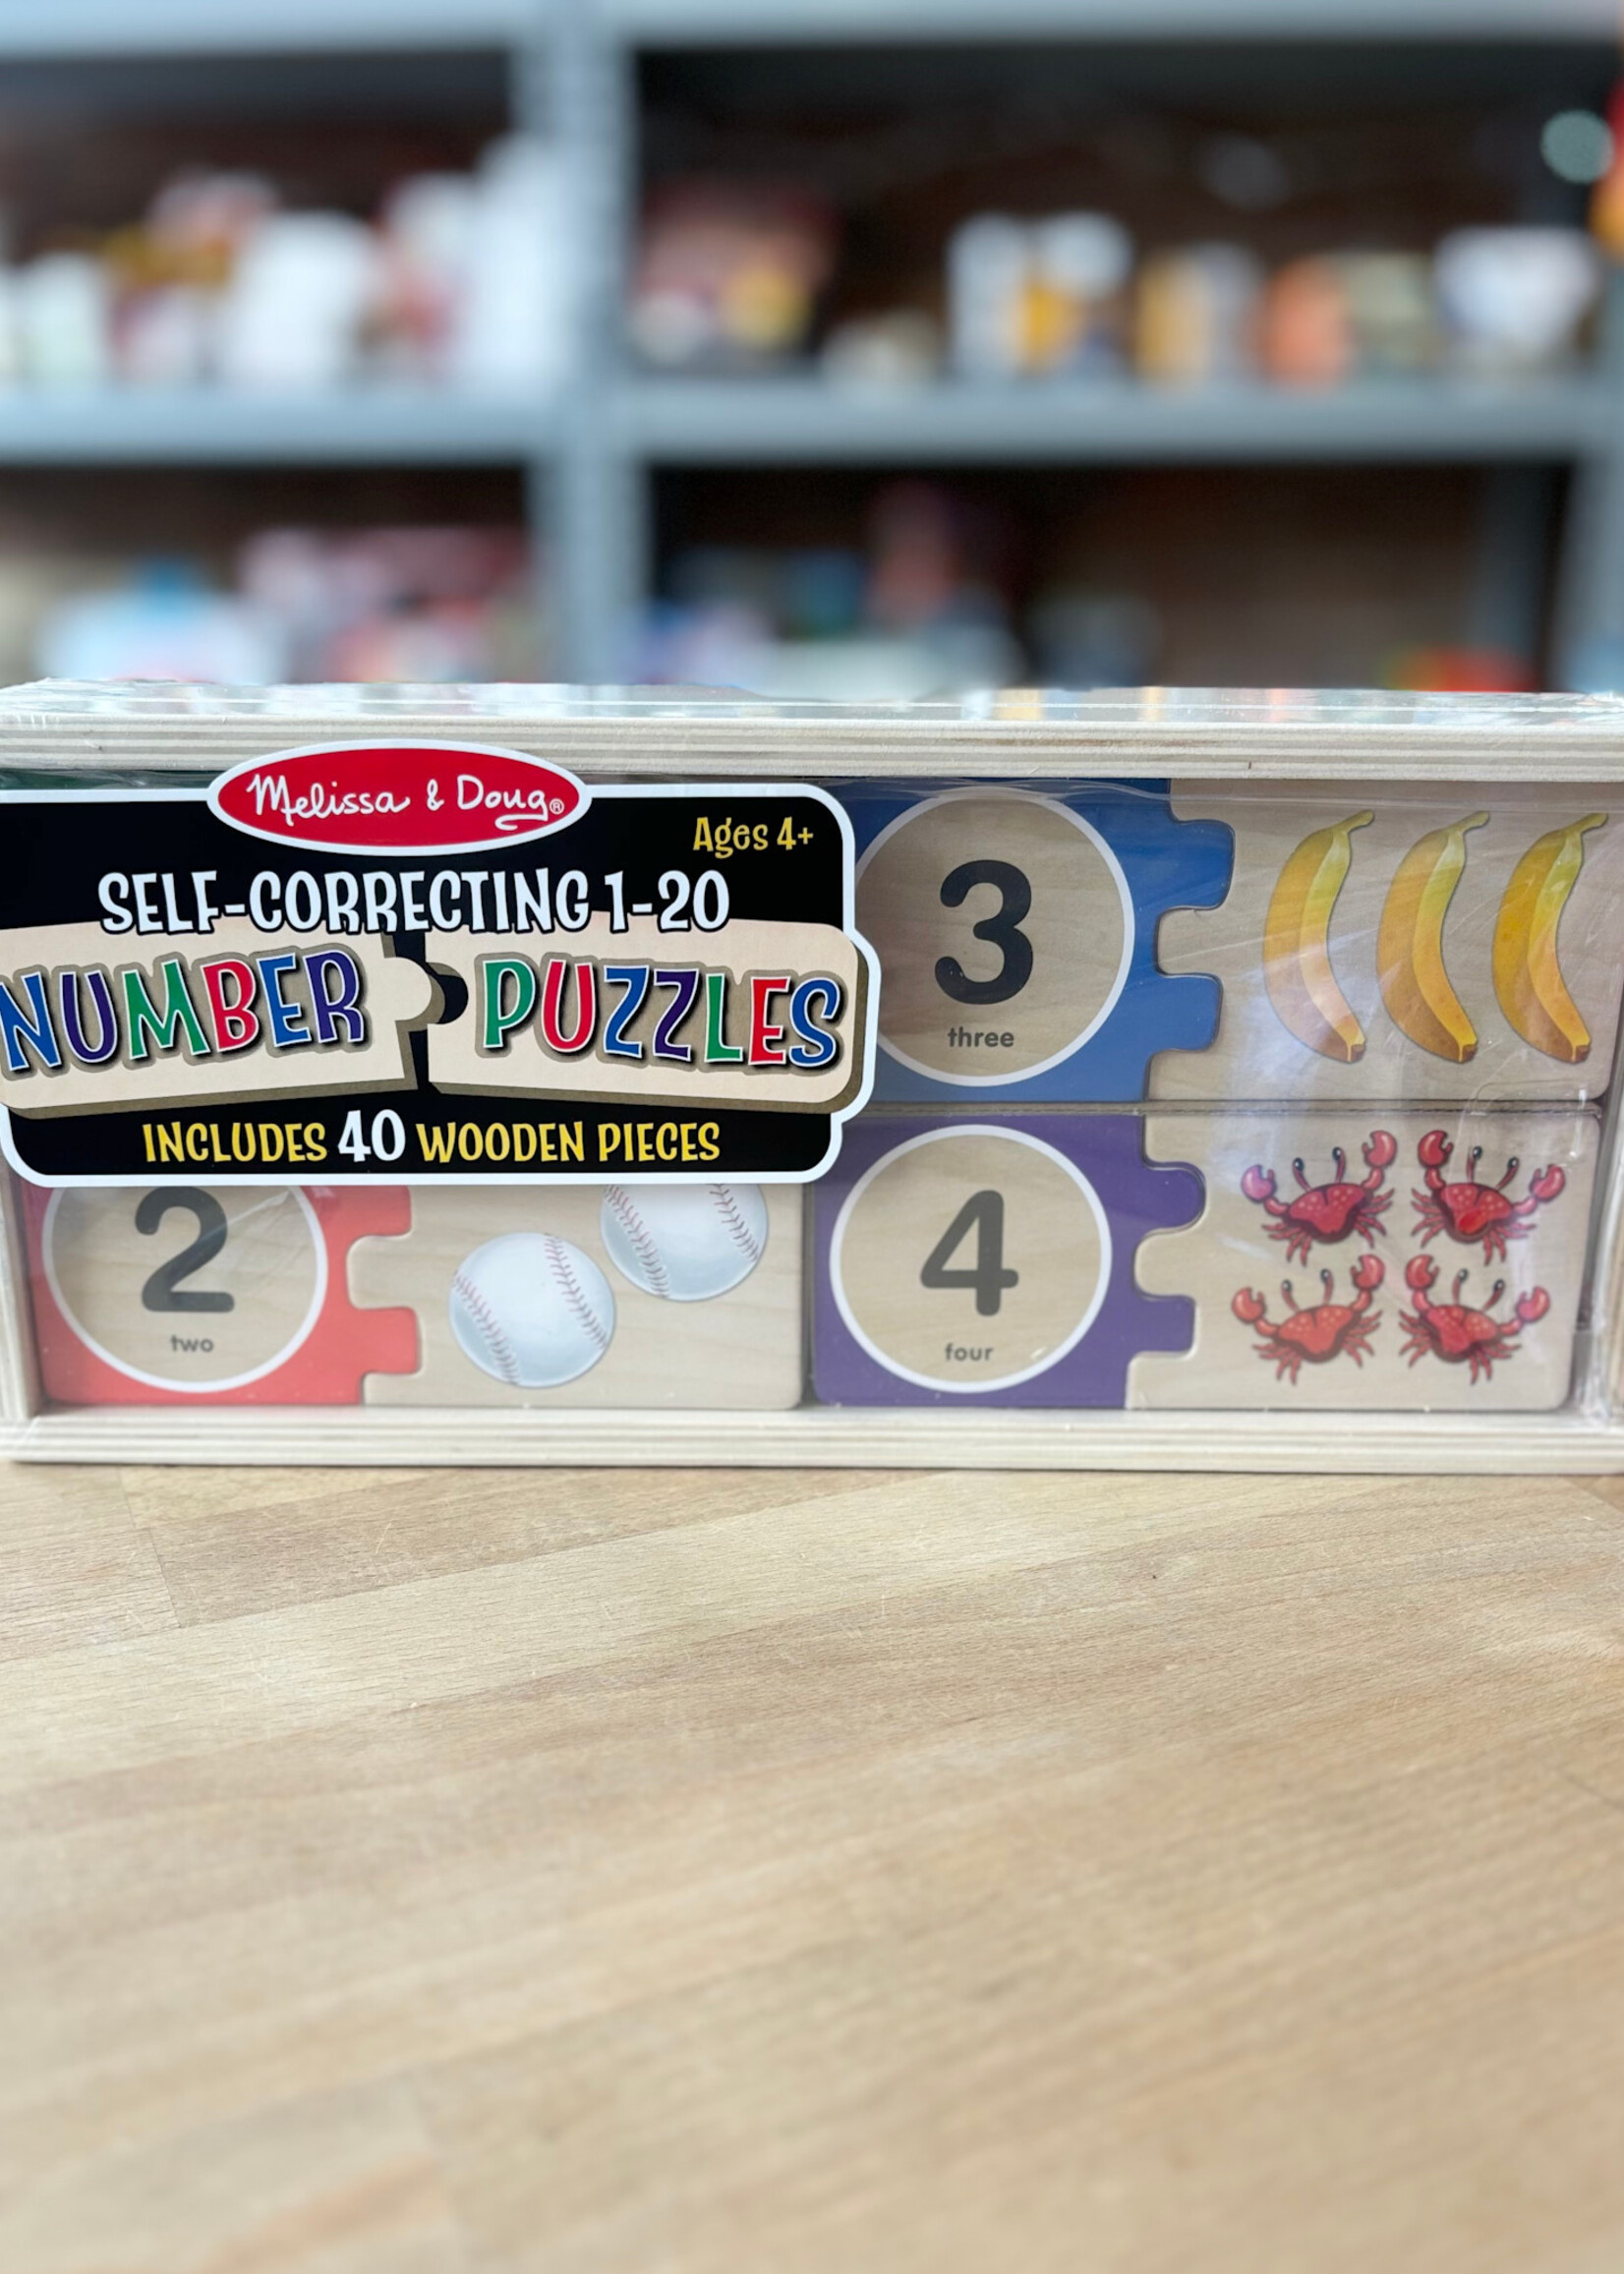 Melissa & Doug®
Ages 4+
SELF-CORRECTING 1-20
NUMBER PUZZLES
INCLUDES 40 WOODEN PIECES
3
three
2
two
4
four